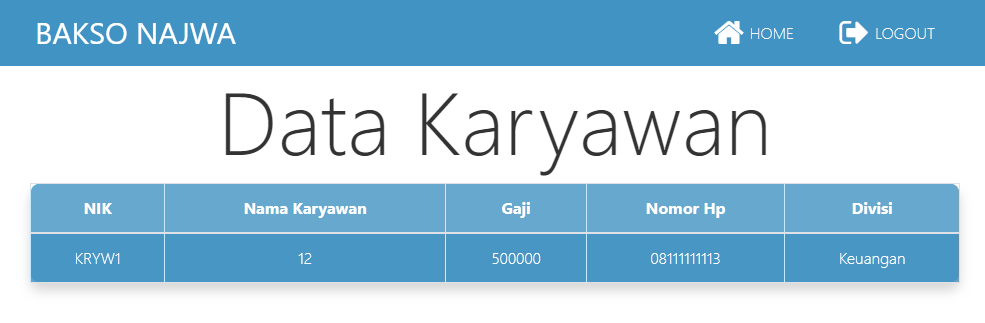 BAKSO NAJWA HOME LOGOUT
Data Karyawan
NIK Nama Karyawan Gaji Nomor Hp Divisi
KRYW1 12 500000 08111111113 Keuangan